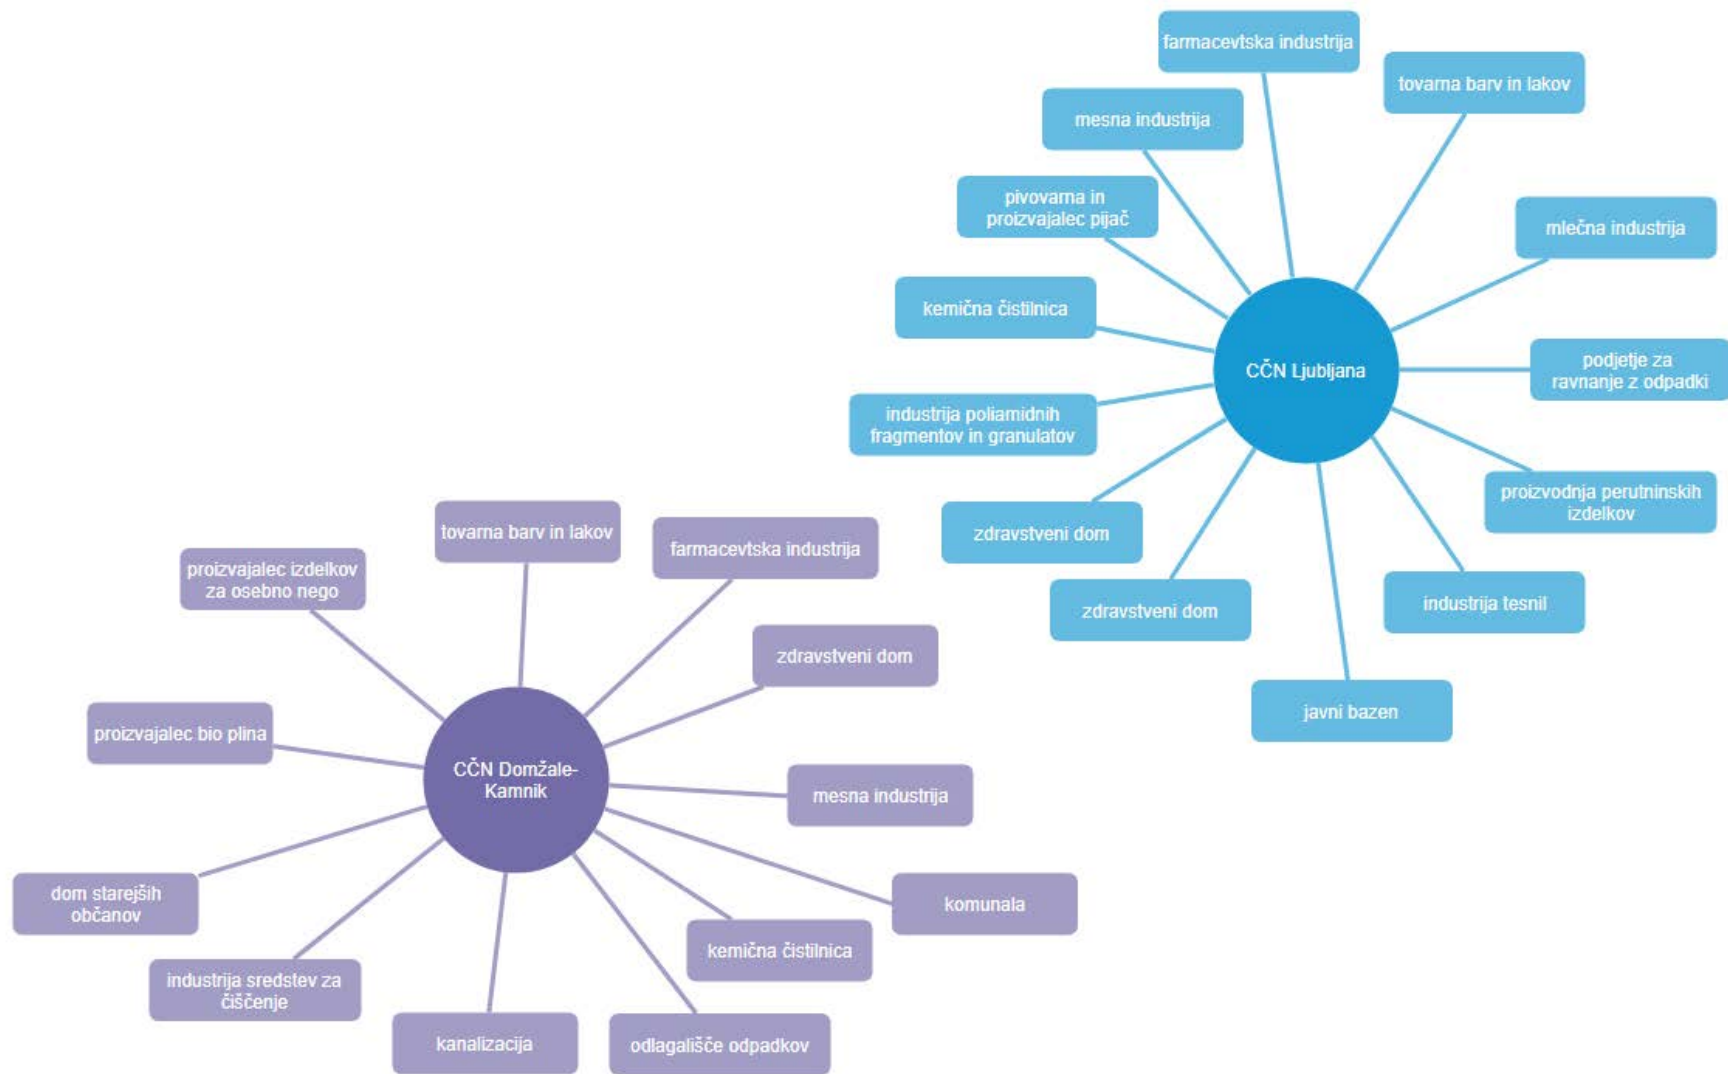 farmacevtska industrija
tovarna barv in lakov
mesna industrija
pivovarna in
proizvajalec pijač
mlečna industrija
kemična čistilnica
CČN Ljubljana
podjetje za
ravnanje z odpadki
industrija poliamidnih
fragmentov in granulatov
proizvodnja perutninskih
izdelkov
zdravstveni dom
zdravstveni dom
industrija tesnil
javni bazen
tovarna barv in lakov
farmacevtska industrija
proizvajalec izdelkov
za osebno nego
zdravstveni dom
proizvajalec bio plina
CČN Domžale-
Kamnik
mesna industrija
dom starejših
občanov
komunala
kemična čistilnica
industrija sredstev za
čiščenje
kanalizacija
odlagališče odpadkov